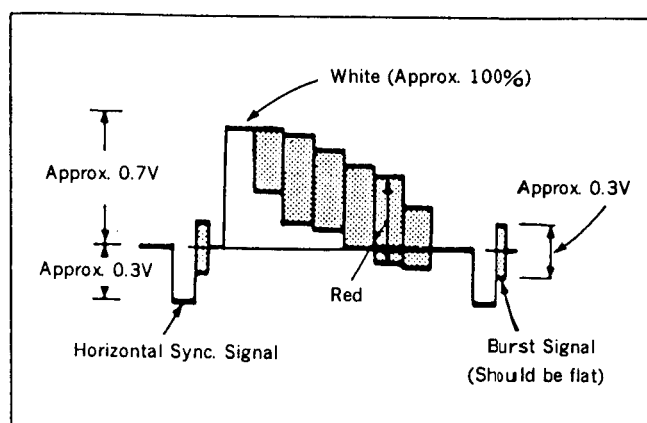 White (Approx. 100%)
Approx. 0.7V
Approx. 0.3V
Approx. 0.3V
Red
Horizontal Sync. Signal
Burst Signal
(Should be flat)